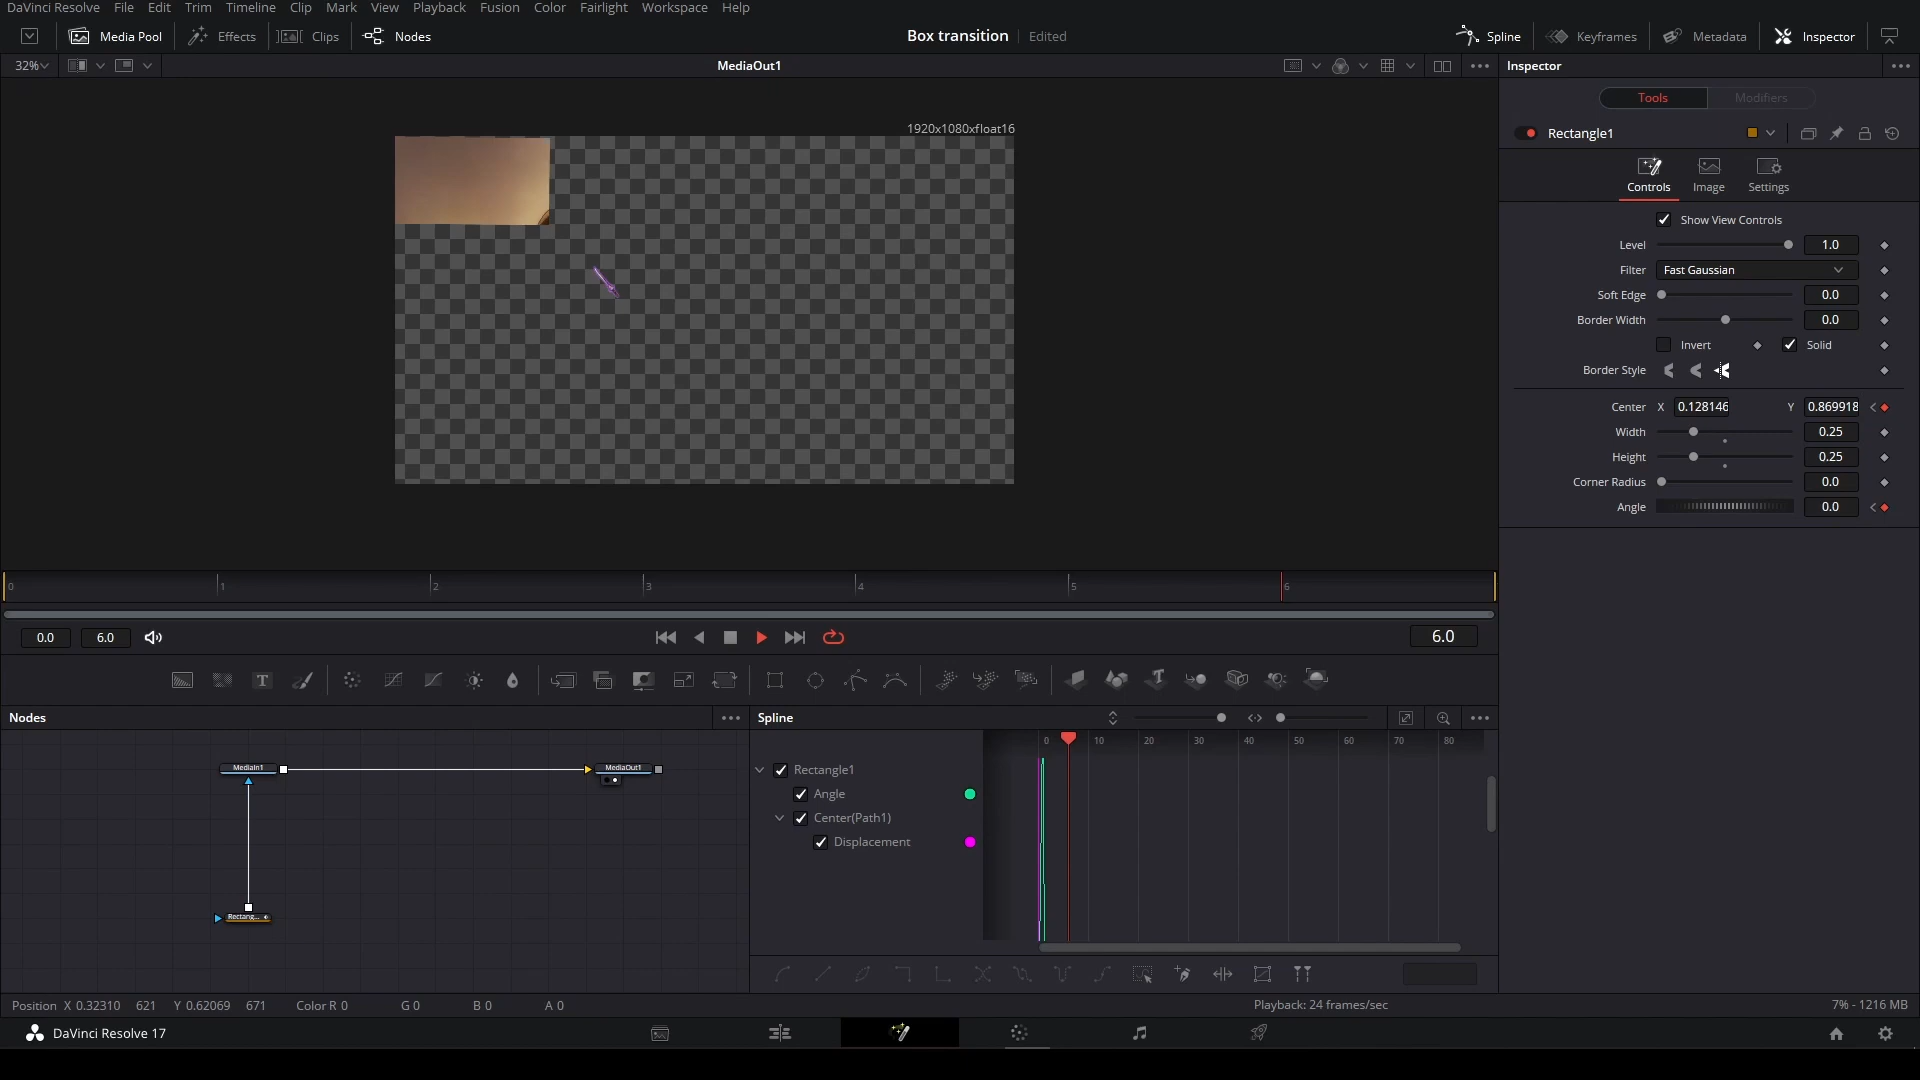 DaVinci Resolve File Edit Trim Timeline Clip Mark View Playback Fusion Color Fairlight Workspace Help
Media Pool Effects Clips Nodes Box transition Edited Spline Keyframes Metadata Inspector
32% MediaOut1 Inspector
Tools Modifiers
1920x1080xfloat16
Rectangle1
Controls Image Settings
Show View Controls
Level 1.0
Filter Fast Gaussian
Soft Edge 0.0
Border Width 0.0
Invert Solid
Border Style
Center X 0.128146 Y 0.869918
Width 0.25
Height 0.25
Corner Radius 0.0
Angle 0.0
0 1 2 3 4 5 6
0.0 6.0 6.0
T T
Nodes Spline
0 10 20 30 40 50 60 70 80
MediaIn1 MediaOut1
Rectangle1
Angle
Center(Path1)
Displacement
Rectang...
Position X 0.32310 621 Y 0.62069 671 Color R 0 G 0 B 0 A 0 Playback: 24 frames/sec 7% - 1216 MB
DaVinci Resolve 17